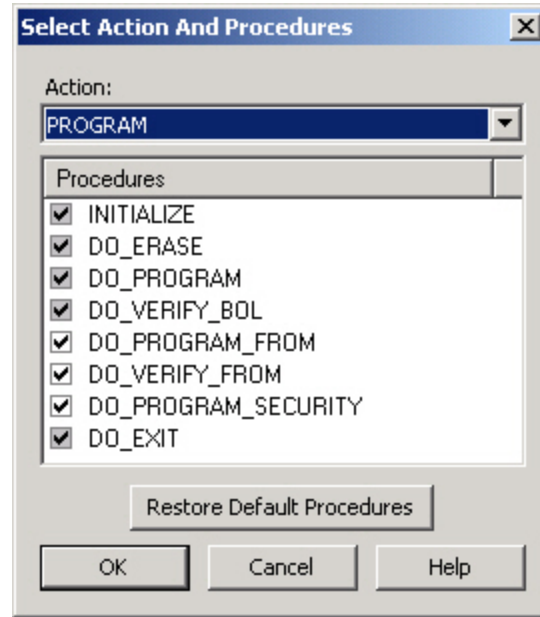 Select Action And Procedures
Action:
PROGRAM
Procedures
INITIALIZE
DO_ERASE
DO_PROGRAM
DO_VERIFY_BOL
DO_PROGRAM_FROM
DO_VERIFY_FROM
DO_PROGRAM_SECURITY
DO_EXIT
Restore Default Procedures
OK Cancel Help